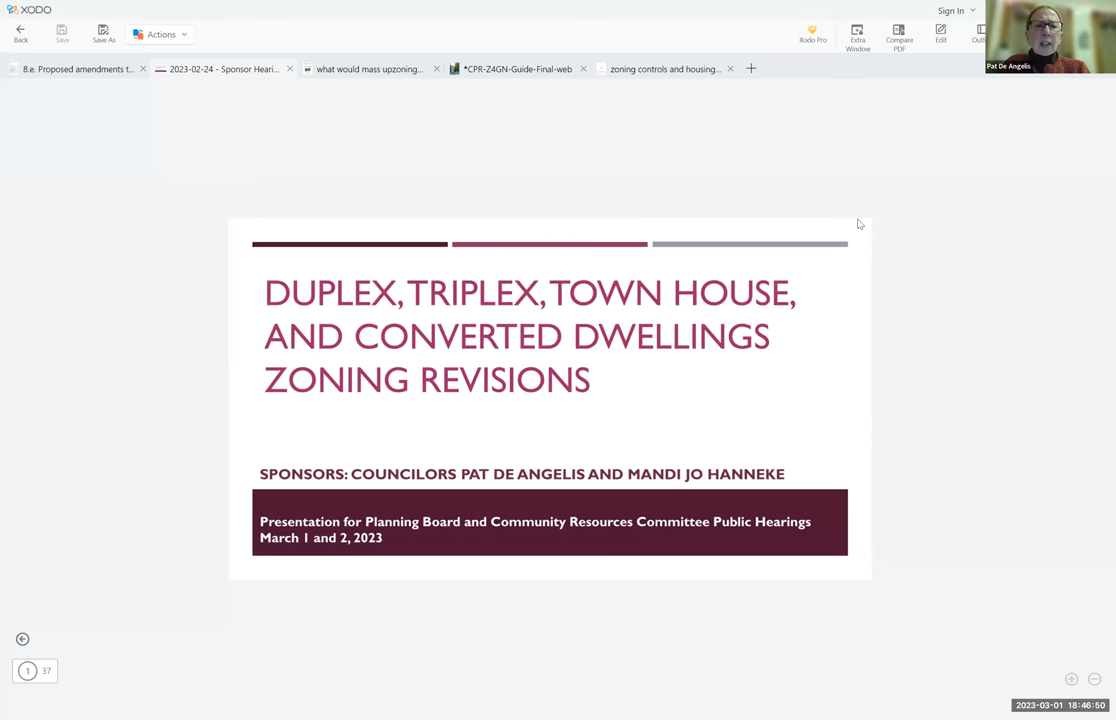 XODO
Sign In
Back
Save
Save As
Actions
Xodo Pro
Extra Window
Compare PDF
Edit
8.e. Proposed amendments t...
2023-02-24 - Sponsor Heari...
what would mass upzoning...
*CPR-Z4GN-Guide-Final-web
zoning controls and housing...
Pat De Angelis
DUPLEX, TRIPLEX, TOWN HOUSE,
AND CONVERTED DWELLINGS
ZONING REVISIONS
SPONSORS: COUNCILORS PAT DE ANGELIS AND MANDI JO HANNEKE
Presentation for Planning Board and Community Resources Committee Public Hearings
March 1 and 2, 2023
1 37
2023-03-01 18:46:50